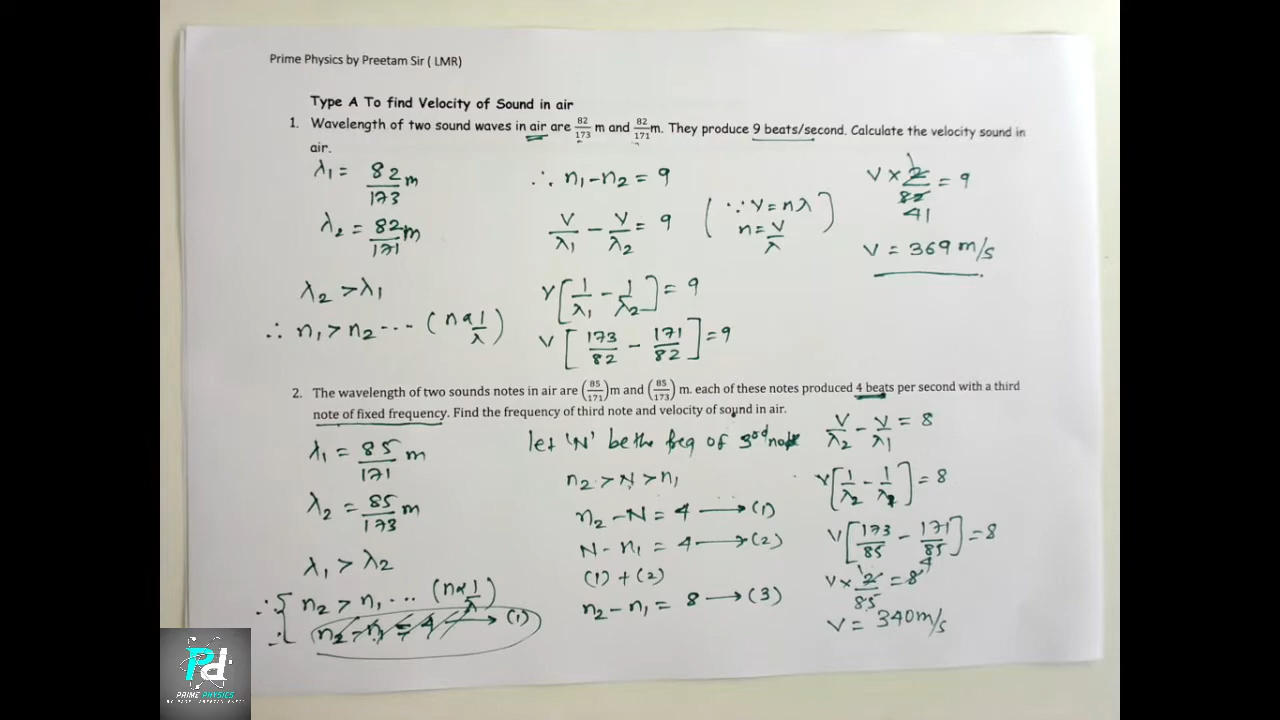 Prime Physics by Preetam Sir ( LMR)
Type A To find Velocity of Sound in air
1. Wavelength of two sound waves in air are 82/173 m and 82/171 m. They produce 9 beats/second. Calculate the velocity sound in
air.
λ1 = 82/173 m
λ2 = 82/171 m
λ2 > λ1
∴ n1 > n2 ... (n ∝ 1/λ)
∴ n1 - n2 = 9
V/λ1 - V/λ2 = 9 (∵ V = nλ
n = V/λ)
V [1/λ1 - 1/λ2] = 9
V [173/82 - 171/82] = 9
V × 2/82 = 9
1
41
V = 369 m/s
2. The wavelength of two sounds notes in air are (85/171)m and (85/173) m. each of these notes produced 4 beats per second with a third
note of fixed frequency. Find the frequency of third note and velocity of sound in air.
λ1 = 85/171 m
λ2 = 85/173 m
λ1 > λ2
∴ n2 > n1 ... (n ∝ 1/λ)
∴ n2 - n1 = 4 → (1)
let 'N' be the freq of 3rd note
n2 > N > n1
n2 - N = 4 → (1)
N - n1 = 4 → (2)
(1) + (2)
n2 - n1 = 8 → (3)
V/λ2 - V/λ1 = 8
V [1/λ2 - 1/λ1] = 8
V [173/85 - 171/85] = 8
V × 2/85 = 8
1 4
V = 340 m/s
Pd
PRIME PHYSICS